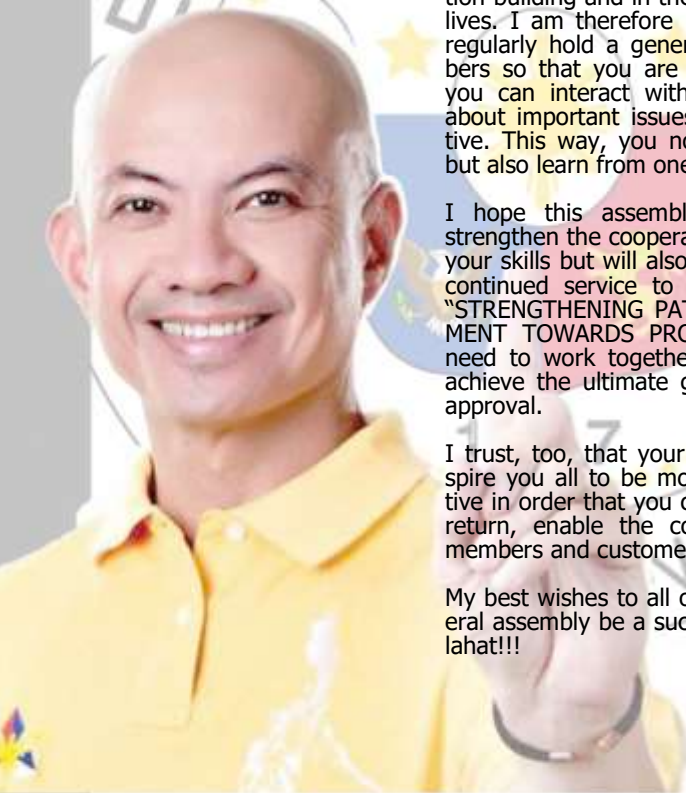 tion building and in the
lives. I am therefore
regularly hold a gener
bers so that you are
you can interact with
about important issues
tive. This way, you no
but also learn from one
I hope this assembl
strengthen the coopera
your skills but will also
continued service to
“STRENGTHENING PAT
MENT TOWARDS PRO
need to work togethe
achieve the ultimate g
approval.
1 7
I trust, too, that your
spire you all to be mo
tive in order that you c
return, enable the co
members and custome
My best wishes to all o
eral assembly be a suc
lahat!!!